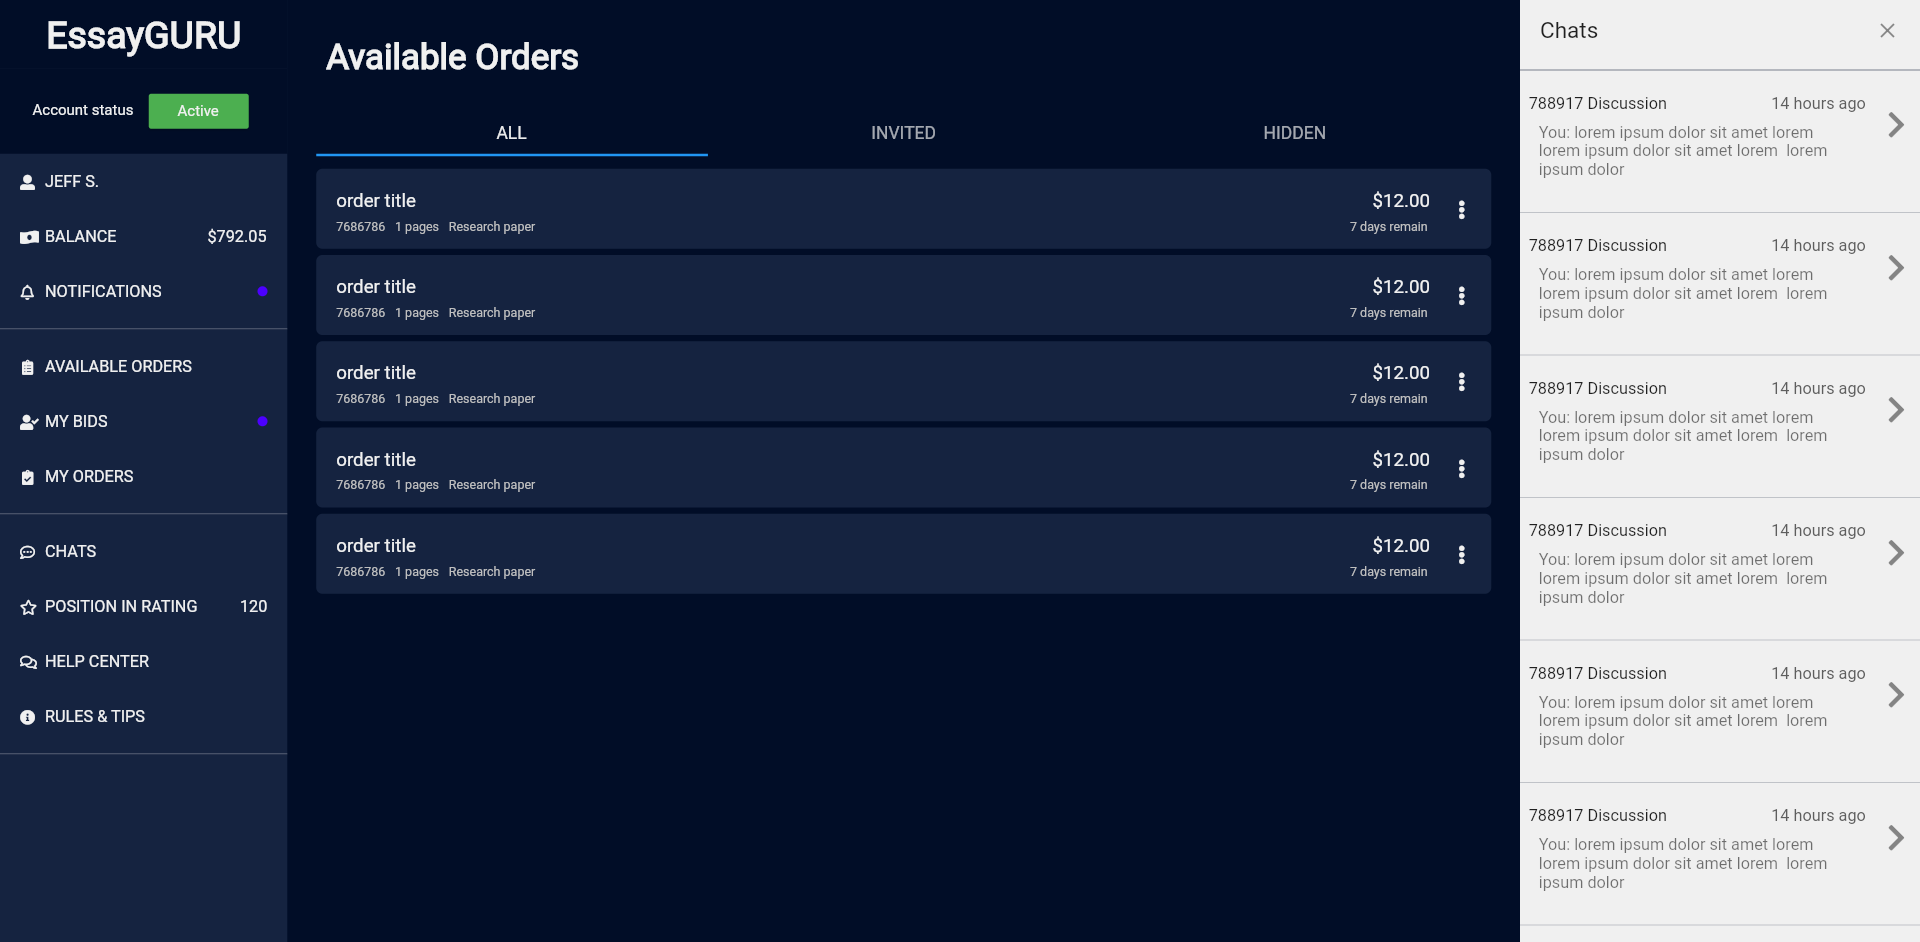 EssayGURU
Account status Active
JEFF S.
BALANCE $792.05
NOTIFICATIONS
AVAILABLE ORDERS
MY BIDS
MY ORDERS
CHATS
POSITION IN RATING 120
HELP CENTER
RULES & TIPS
Available Orders
ALL INVITED HIDDEN
order title $12.00
7686786 1 pages Research paper 7 days remain
order title $12.00
7686786 1 pages Research paper 7 days remain
order title $12.00
7686786 1 pages Research paper 7 days remain
order title $12.00
7686786 1 pages Research paper 7 days remain
order title $12.00
7686786 1 pages Research paper 7 days remain
Chats
788917 Discussion 14 hours ago
You: lorem ipsum dolor sit amet lorem
lorem ipsum dolor sit amet lorem lorem
ipsum dolor
788917 Discussion 14 hours ago
You: lorem ipsum dolor sit amet lorem
lorem ipsum dolor sit amet lorem lorem
ipsum dolor
788917 Discussion 14 hours ago
You: lorem ipsum dolor sit amet lorem
lorem ipsum dolor sit amet lorem lorem
ipsum dolor
788917 Discussion 14 hours ago
You: lorem ipsum dolor sit amet lorem
lorem ipsum dolor sit amet lorem lorem
ipsum dolor
788917 Discussion 14 hours ago
You: lorem ipsum dolor sit amet lorem
lorem ipsum dolor sit amet lorem lorem
ipsum dolor
788917 Discussion 14 hours ago
You: lorem ipsum dolor sit amet lorem
lorem ipsum dolor sit amet lorem lorem
ipsum dolor